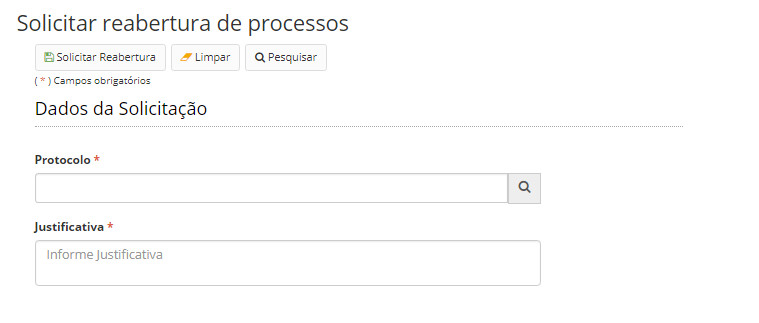 Solicitar reabertura de processos
Solicitar Reabertura Limpar Pesquisar
( * ) Campos obrigatórios
Dados da Solicitação
Protocolo *
Justificativa *
Informe Justificativa